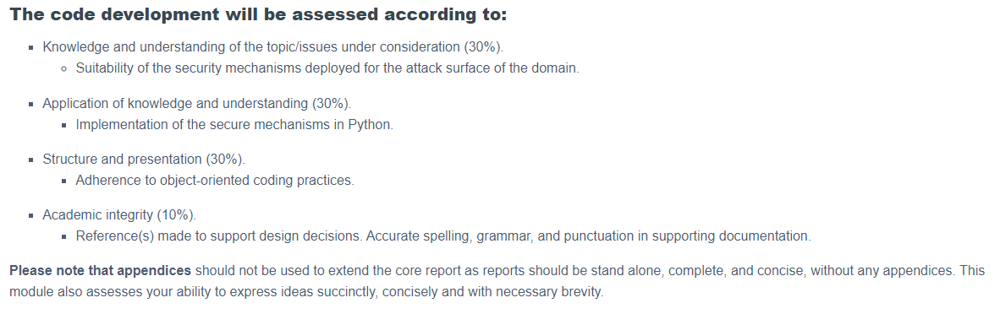 The code development will be assessed according to:
Knowledge and understanding of the topic/issues under consideration (30%).
Suitability of the security mechanisms deployed for the attack surface of the domain.
Application of knowledge and understanding (30%).
Implementation of the secure mechanisms in Python.
Structure and presentation (30%).
Adherence to object-oriented coding practices.
Academic integrity (10%).
Reference(s) made to support design decisions. Accurate spelling, grammar, and punctuation in supporting documentation.
Please note that appendices should not be used to extend the core report as reports should be stand alone, complete, and concise, without any appendices. This
module also assesses your ability to express ideas succinctly, concisely and with necessary brevity.